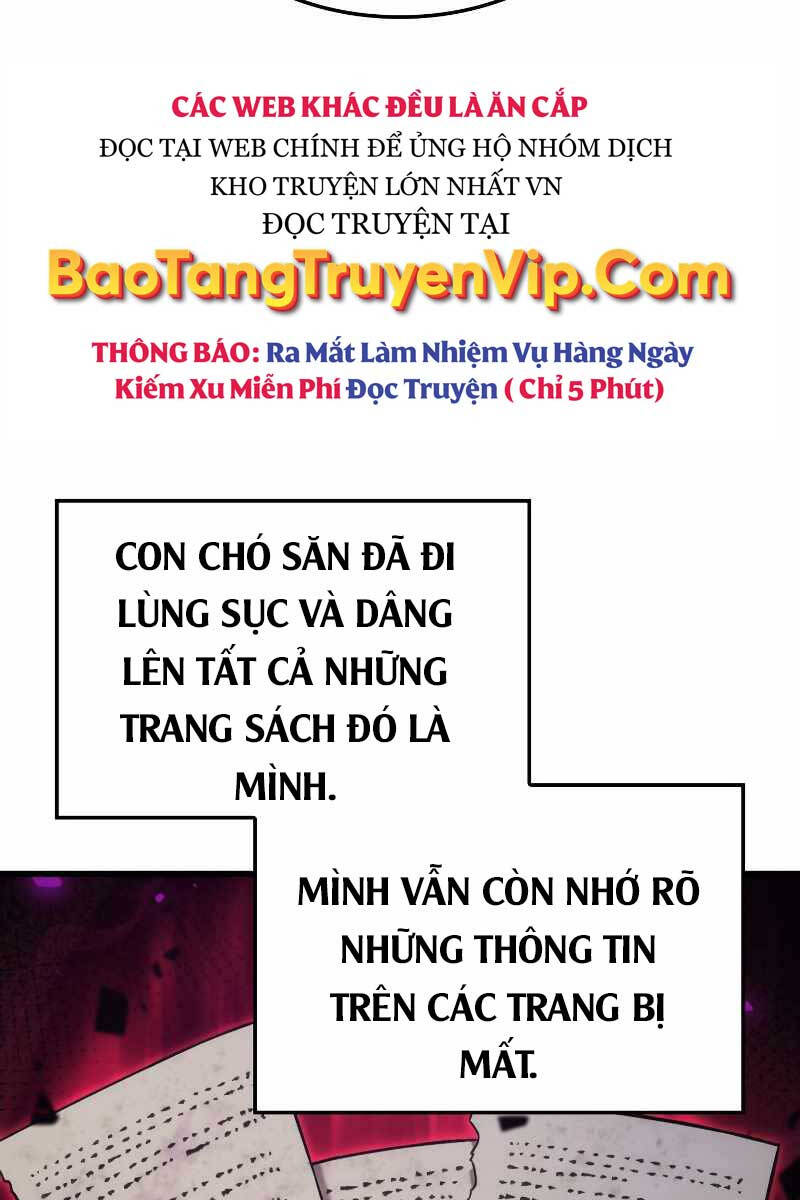 CÁC WEB KHÁC ĐỀU LÀ ĂN CẮP
ĐỌC TẠI WEB CHÍNH ĐỂ ỦNG HỘ NHÓM DỊCH
KHO TRUYỆN LỚN NHẤT VN
ĐỌC TRUYỆN TẠI
BaoTangTruyenVip.Com
THÔNG BÁO: Ra Mắt Làm Nhiệm Vụ Hàng Ngày
Kiếm Xu Miễn Phí Đọc Truyện ( Chỉ 5 Phút)
CON CHÓ SĂN ĐÃ ĐI
LÙNG SỤC VÀ DÂNG
LÊN TẤT CẢ NHỮNG
TRANG SÁCH ĐÓ LÀ
MÌNH.
MÌNH VẪN CÒN NHỚ RÕ
NHỮNG THÔNG TIN
TRÊN CÁC TRANG BỊ
MẤT.